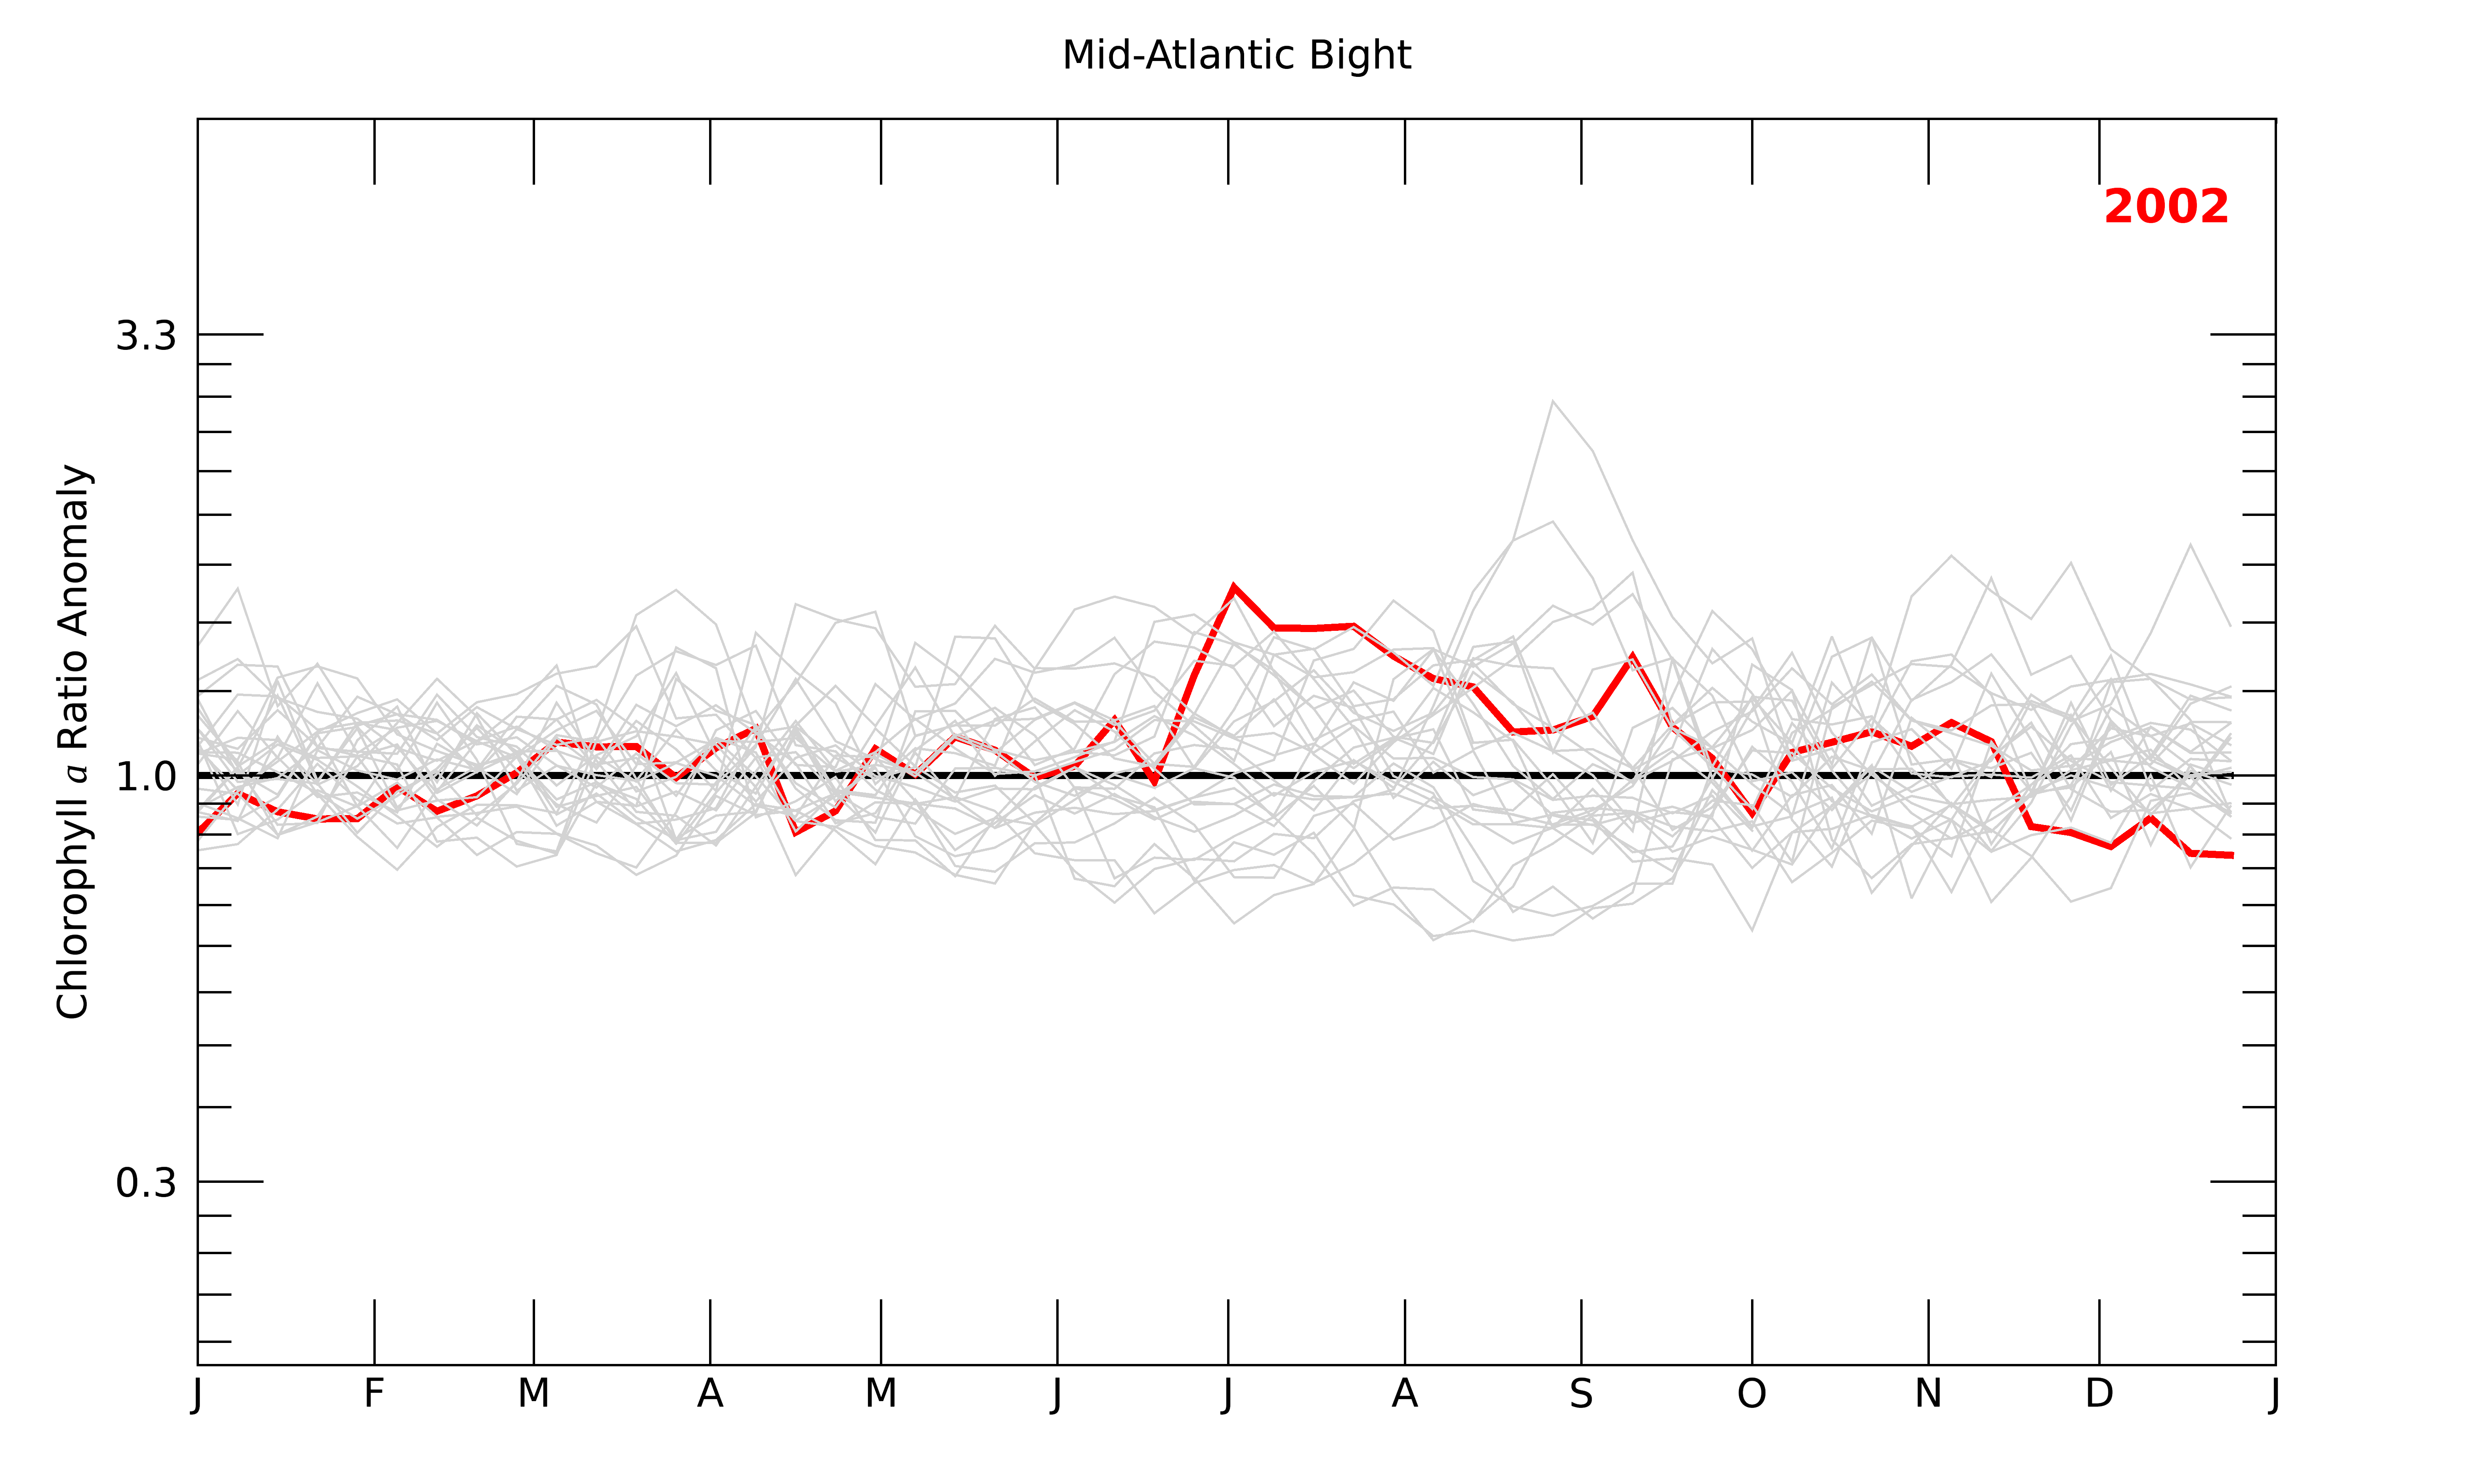 Mid-Atlantic Bight
2002
Chlorophyll a Ratio Anomaly
3.3
1.0
0.3
J F M A M J J A S O N D J